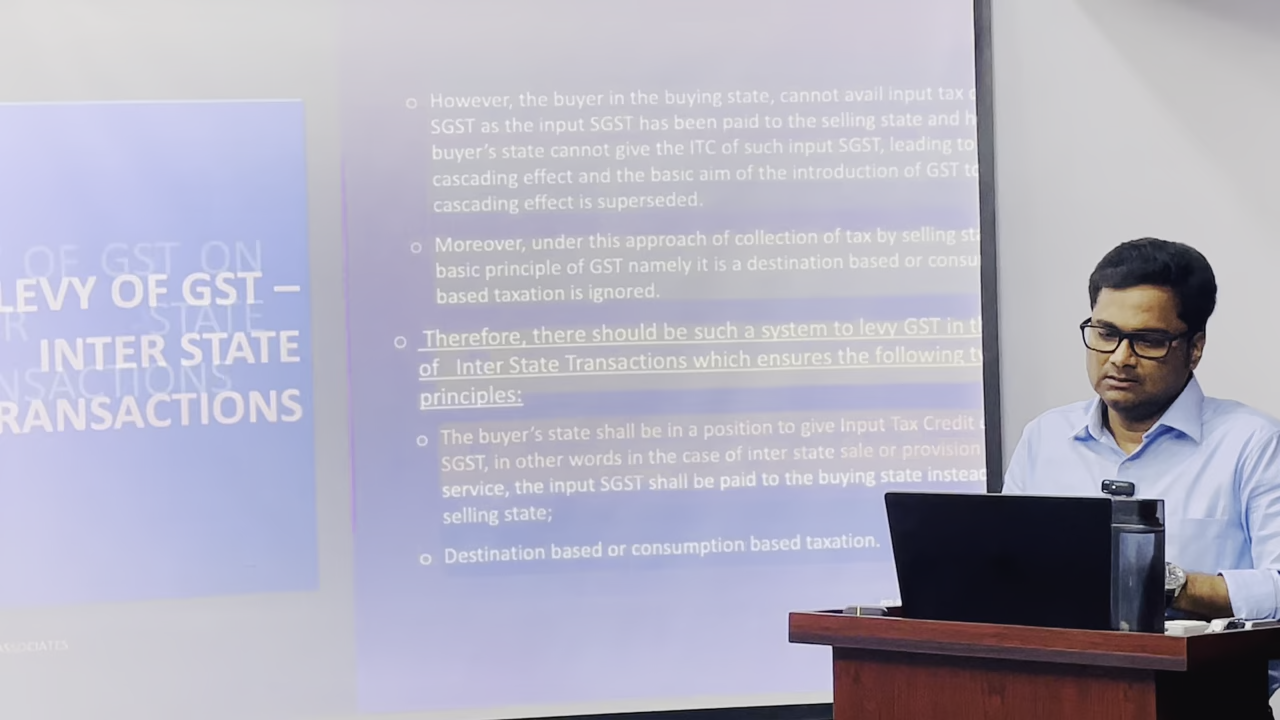 LEVY OF GST –
INTER STATE
RANSACTIONS
OF GST ON
STATE
NSACTIONS
However, the buyer in the buying state, cannot avail input tax
SGST as the input SGST has been paid to the selling state and
buyer's state cannot give the ITC of such input SGST, leading to
cascading effect and the basic aim of the introduction of GST
cascading effect is superseded.
Moreover, under this approach of collection of tax by selling
basic principle of GST namely it is a destination based or
based taxation is ignored.
Therefore, there should be such a system to levy GST in
of Inter State Transactions which ensures the following
principles:
The buyer's state shall be in a position to give Input Tax Credit
SGST, in other words in the case of inter state sale or provision
service, the input SGST shall be paid to the buying state
selling state;
Destination based or consumption based taxation.
ASSOCIATES